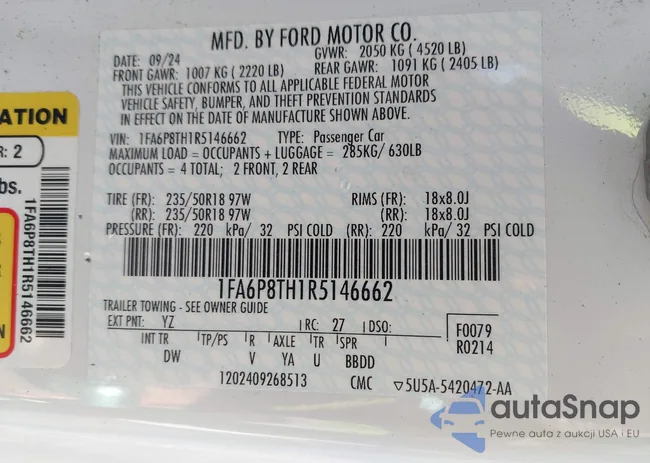 MFD. BY FORD MOTOR CO.
DATE: 09/24 GVWR: 2050 KG (4520 LB)
FRONT GAWR: 1007 KG (2220 LB) REAR GAWR: 1091 KG (2405 LB)
THIS VEHICLE CONFORMS TO ALL APPLICABLE FEDERAL MOTOR
VEHICLE SAFETY, BUMPER, AND THEFT PREVENTION STANDARDS
IN EFFECT ON THE DATE OF MANUFACTURE SHOWN ABOVE.
VIN: 1FA6P8TH1R5146662 TYPE: Passenger Car
MAXIMUM LOAD = OCCUPANTS + LUGGAGE = 285KG/ 630LB
OCCUPANTS = 4 TOTAL; 2 FRONT, 2 REAR
TIRE (FR): 235/50R18 97W RIMS (FR): 18x8.0J
(RR): 235/50R18 97W (RR): 18x8.0J
PRESSURE (FR): 220 kPa/ 32 PSI COLD (RR) 220 kPa/ 32 PSI COLD
1FA6P8TH1R5146662
TRAILER TOWING - SEE OWNER GUIDE
EXT PNT: YZ RC: 27 DSO: F0079
INT TR TP/PS R AXLE TR SPR R0214
DW V YA U BBDD
1202409268513 CMC ▽5U5A-5420472-AA
ATION
R: 2
bs.
1FA6P8TH1R5146662
N
autoSnap
Pewne auto z aukcji USA i EU